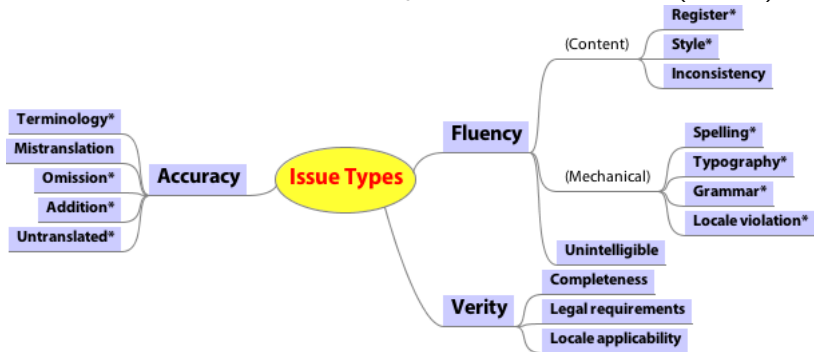 Register*
(Content)
Style*
Inconsistency
Terminology*
Fluency
Spelling*
Mistranslation
Typography*
Omission*
Accuracy
Issue Types
(Mechanical)
Grammar*
Addition*
Locale violation*
Untranslated*
Unintelligible
Completeness
Verity
Legal requirements
Locale applicability